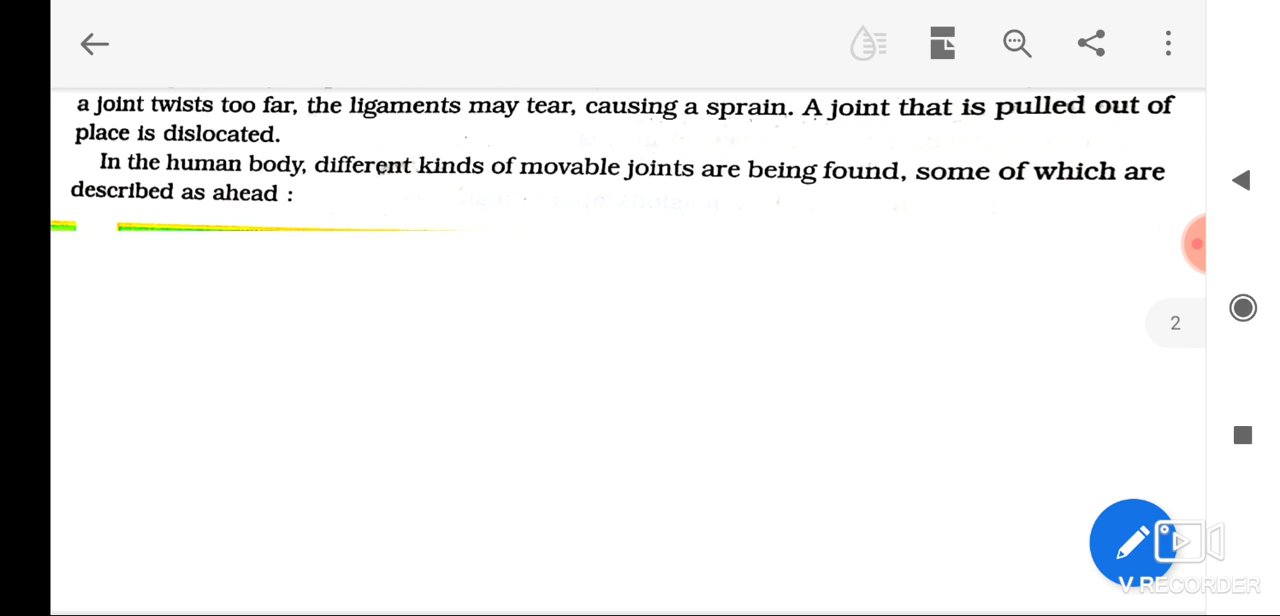 a joint twists too far, the ligaments may tear, causing a sprain. A joint that is pulled out of
place is dislocated.
In the human body, different kinds of movable joints are being found, some of which are
described as ahead :
2
V RECORDER